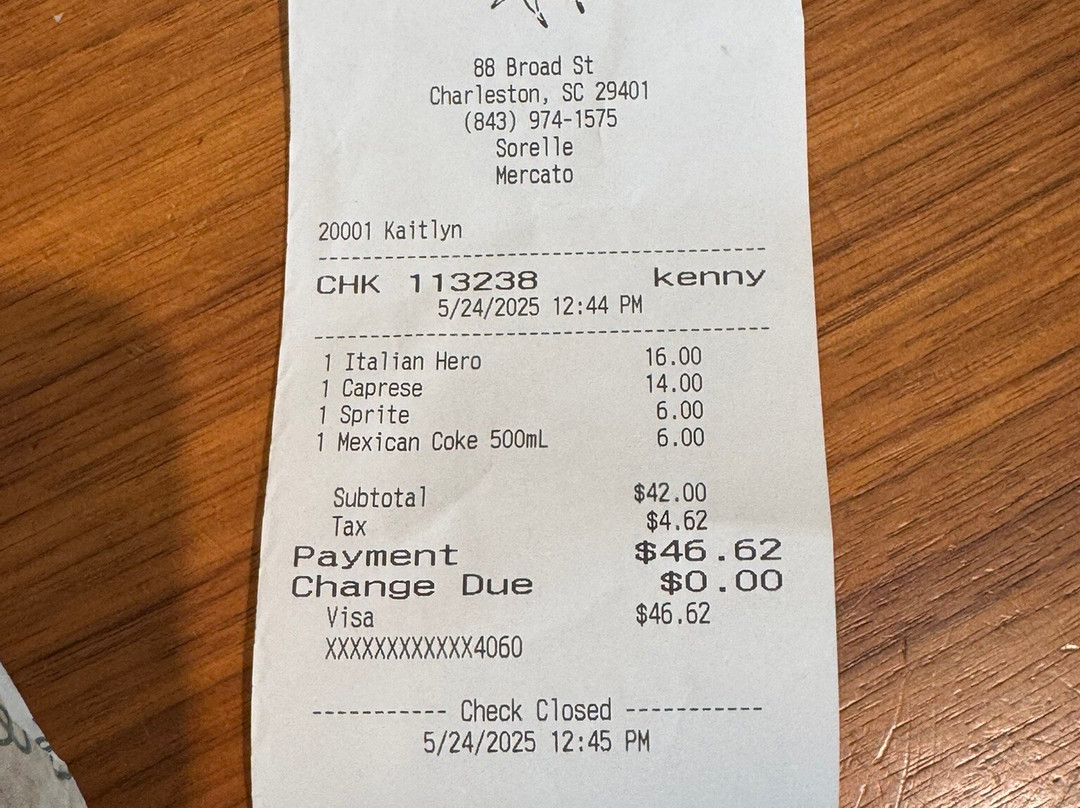 88 Broad St
Charleston, SC 29401
(843) 974-1575
Sorelle
Mercato
20001 Kaitlyn
--------------------------------------------------
CHK 113238 kenny
5/24/2025 12:44 PM
--------------------------------------------------
1 Italian Hero 16.00
1 Caprese 14.00
1 Sprite 6.00
1 Mexican Coke 500mL 6.00
Subtotal $42.00
Tax $4.62
Payment $46.62
Change Due $0.00
Visa $46.62
XXXXXXXXXXXX4060
----------- Check Closed -----------
5/24/2025 12:45 PM